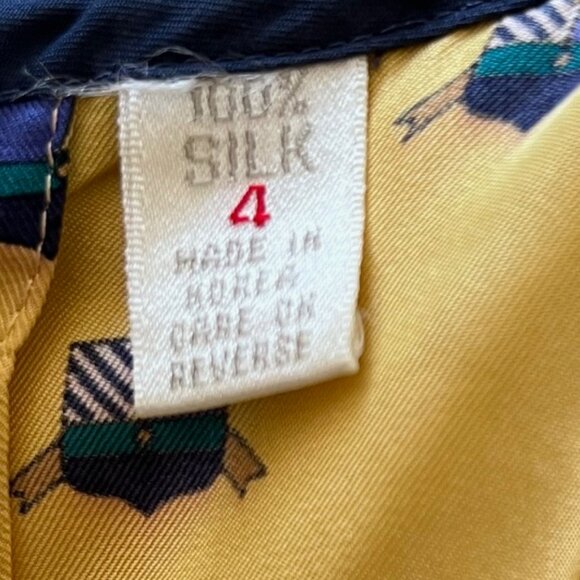 100%
SILK
4
MADE IN
KOREA
CARE ON
REVERSE